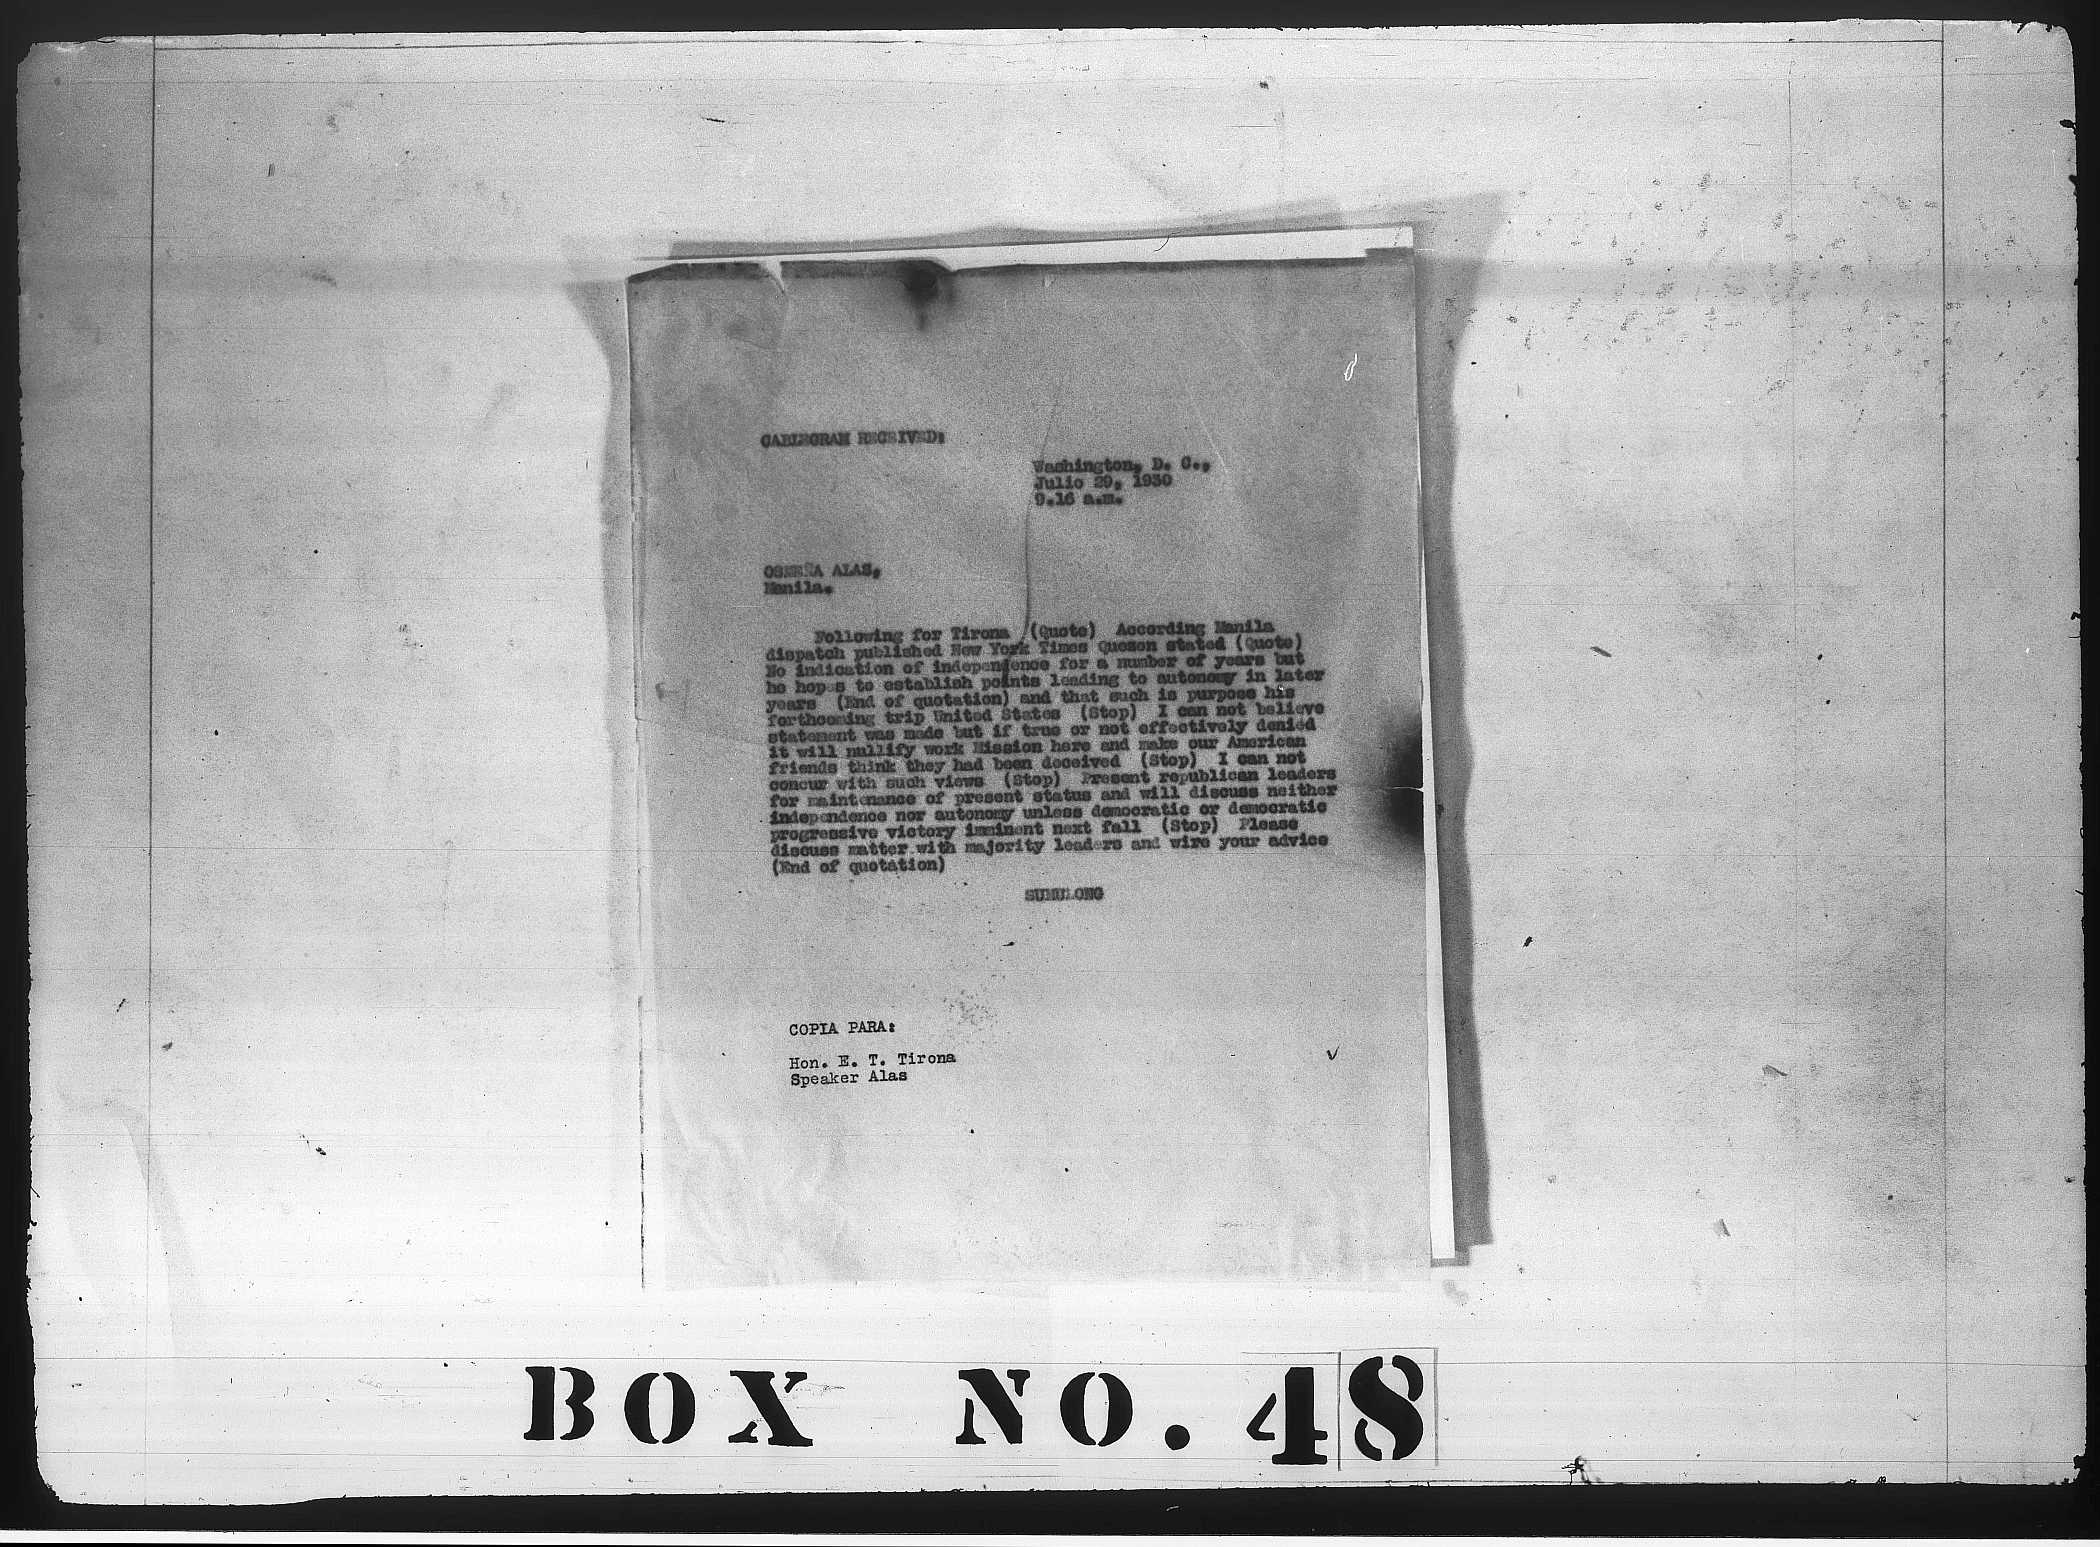 CABLEGRAM RECEIVED:
Washington, D. C.,
Julio 29, 1930
9.16 a.m.
OSMEÑA ALAS,
Manila.
Following for Tirona (Quote) According Manila
dispatch published New York Times Quezon stated (Quote)
No indication of independence for a number of years but
he hopes to establish points leading to autonomy in later
years (End of quotation) and that such is purpose his
forthcoming trip United States (Stop) I can not believe
statement was made but if true or not effectively denied
it will nullify work Mission here and make our American
friends think they had been deceived (Stop) I can not
concur with such views (Stop) Present republican leaders
for maintenance of present status and will discuss neither
independence nor autonomy unless democratic or democratic
progressive victory imminent next fall (Stop) Please
discuss matter with majority leaders and wire your advice
(End of quotation)
SUMULONG
COPIA PARA:
Hon. E. T. Tirona
Speaker Alas
BOX NO. 48